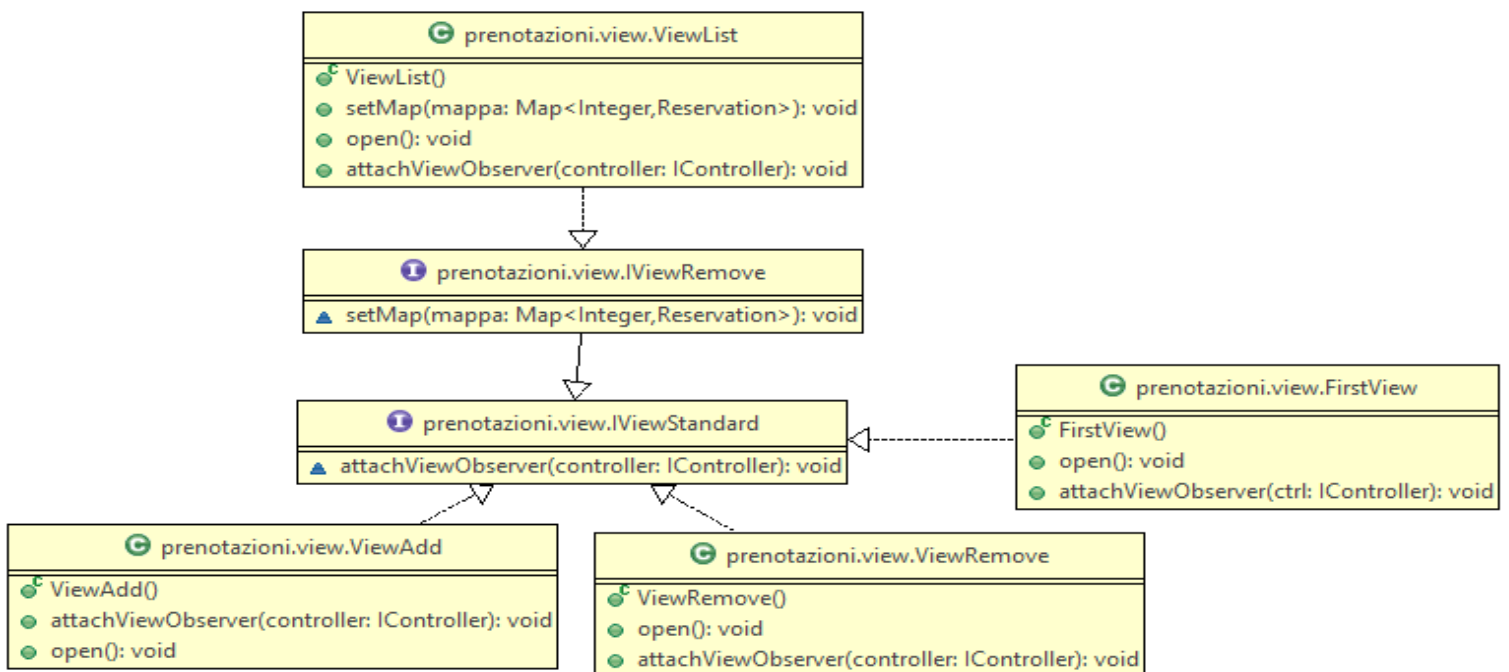 prenotazioni.view.ViewList
ViewList()
setMap(mappa: Map<Integer,Reservation>): void
open(): void
attachViewObserver(controller: IController): void
prenotazioni.view.IViewRemove
setMap(mappa: Map<Integer,Reservation>): void
prenotazioni.view.IViewStandard
attachViewObserver(controller: IController): void
prenotazioni.view.FirstView
FirstView()
open(): void
attachViewObserver(ctrl: IController): void
prenotazioni.view.ViewAdd
ViewAdd()
attachViewObserver(controller: IController): void
open(): void
prenotazioni.view.ViewRemove
ViewRemove()
open(): void
attachViewObserver(controller: IController): void